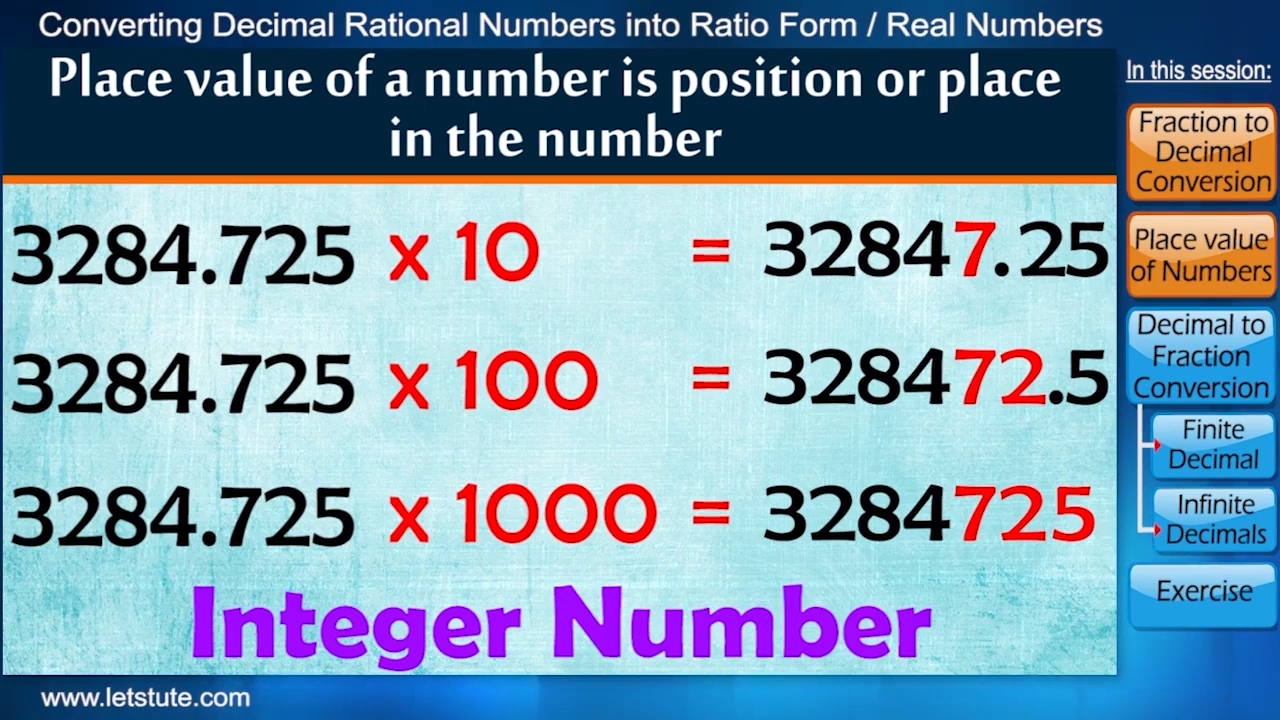 Converting Decimal Rational Numbers into Ratio Form / Real Numbers
Place value of a number is position or place
in the number
3284.725 x 10 = 32847.25
3284.725 x 100 = 328472.5
3284.725 x 1000 = 3284725
Integer Number
www.letstute.com
In this session:
Fraction to
Decimal
Conversion
Place value
of Numbers
Decimal to
Fraction
Conversion
Finite
Decimal
Infinite
Decimals
Exercise